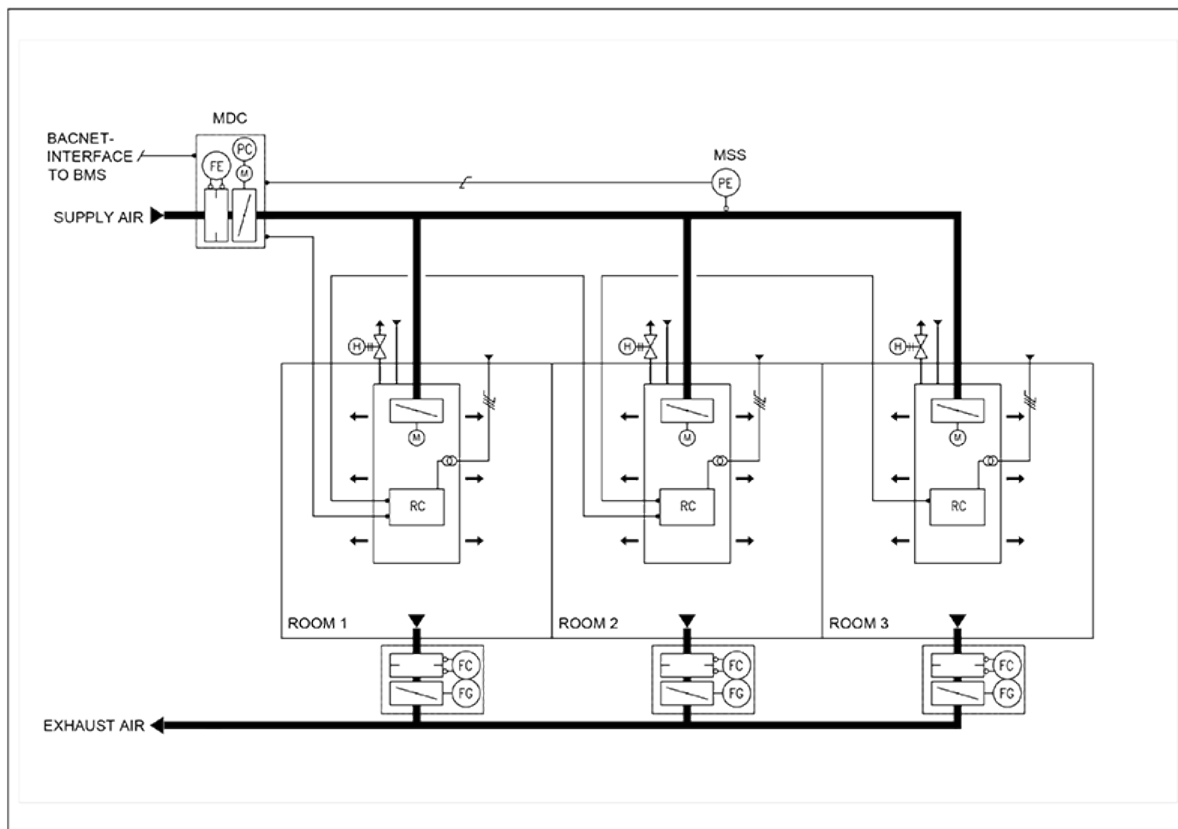 MDC
BACNET-
INTERFACE
TO BMS
FE
PC
M
MSS
PE
SUPPLY AIR
H
H
H
M
M
M
RC
RC
RC
ROOM 1
ROOM 2
ROOM 3
FC
FC
FC
FG
FG
FG
EXHAUST AIR